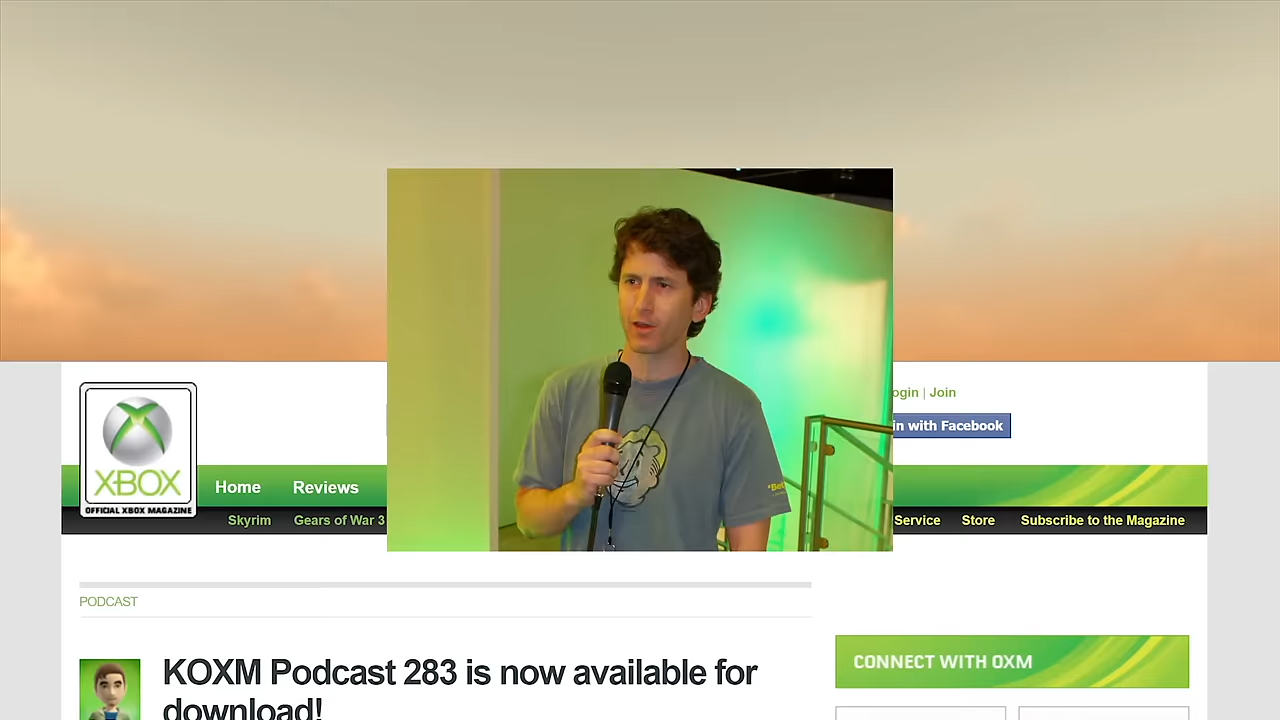 ogin | Join
in with Facebook
XBOX
OFFICIAL XBOX MAGAZINE
Home Reviews
Skyrim Gears of War 3 Service Store Subscribe to the Magazine
PODCAST
CONNECT WITH OXM
KOXM Podcast 283 is now available for
download!